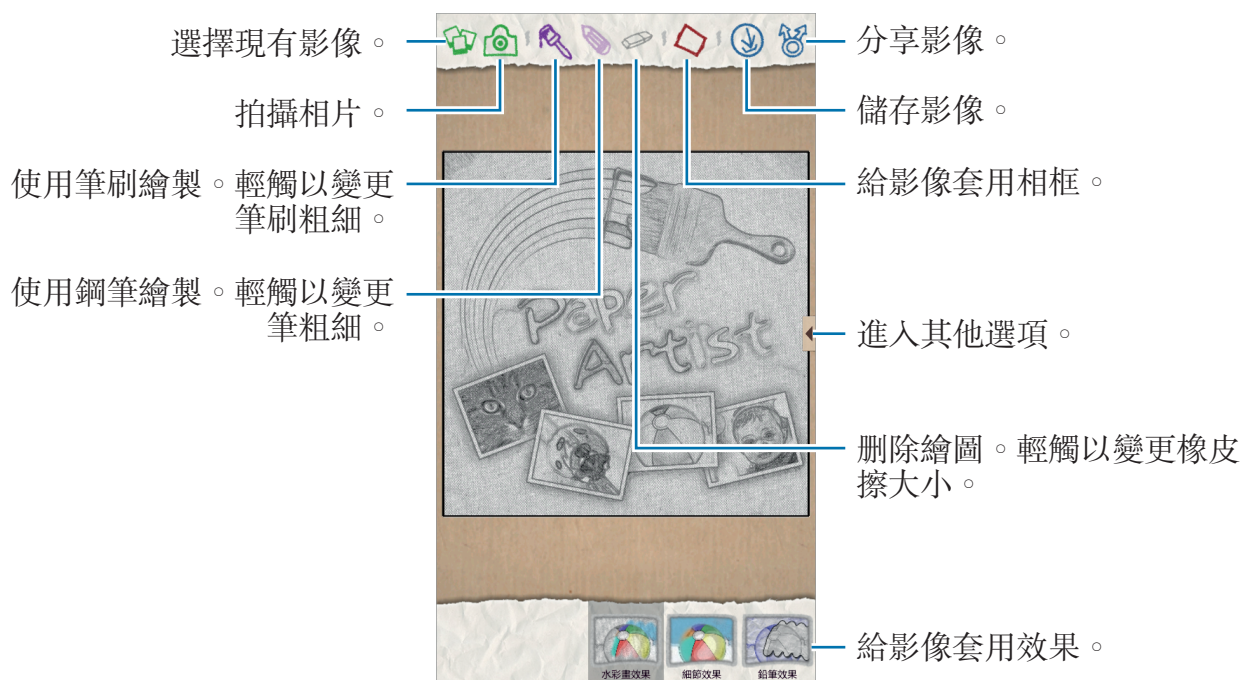 選擇現有影像。
拍攝相片。
使用筆刷繪製。輕觸以變更
筆刷粗細。
使用鋼筆繪製。輕觸以變更
筆粗細。
分享影像。
儲存影像。
給影像套用相框。
進入其他選項。
刪除繪圖。輕觸以變更橡皮
擦大小。
給影像套用效果。
Paper
Artist
水彩畫效果
細節效果
鉛筆效果